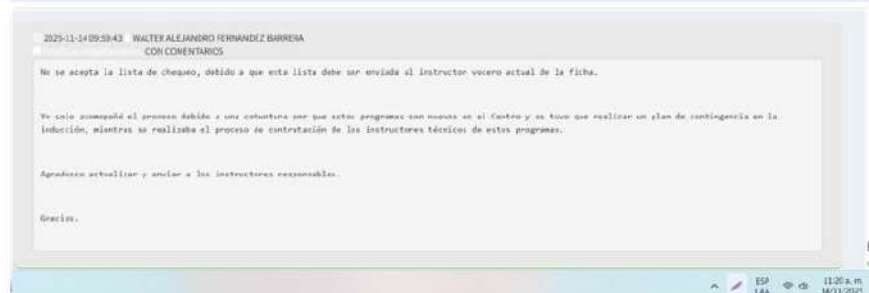 2025-11-14 09:59:43 WALTER ALEJANDRO FERNANDEZ BARRERA
CON COMENTARIOS
No se acepta la lista de chequeo, debido a que esta lista debe ser enviada al instructor vocero actual de la ficha.
Yo solo acompañé el proceso debido a una coyuntura por que estos programas son nuevos en el Centro y se tuvo que realizar un plan de contingencia en la
inducción, mientras se realizaba el proceso de contratación de los instructores técnicos de estos programas.
Agradezco actualizar y enviar a los instructores responsables.
Gracias.
ESP 11:20 a. m.
LAA 14/11/2025